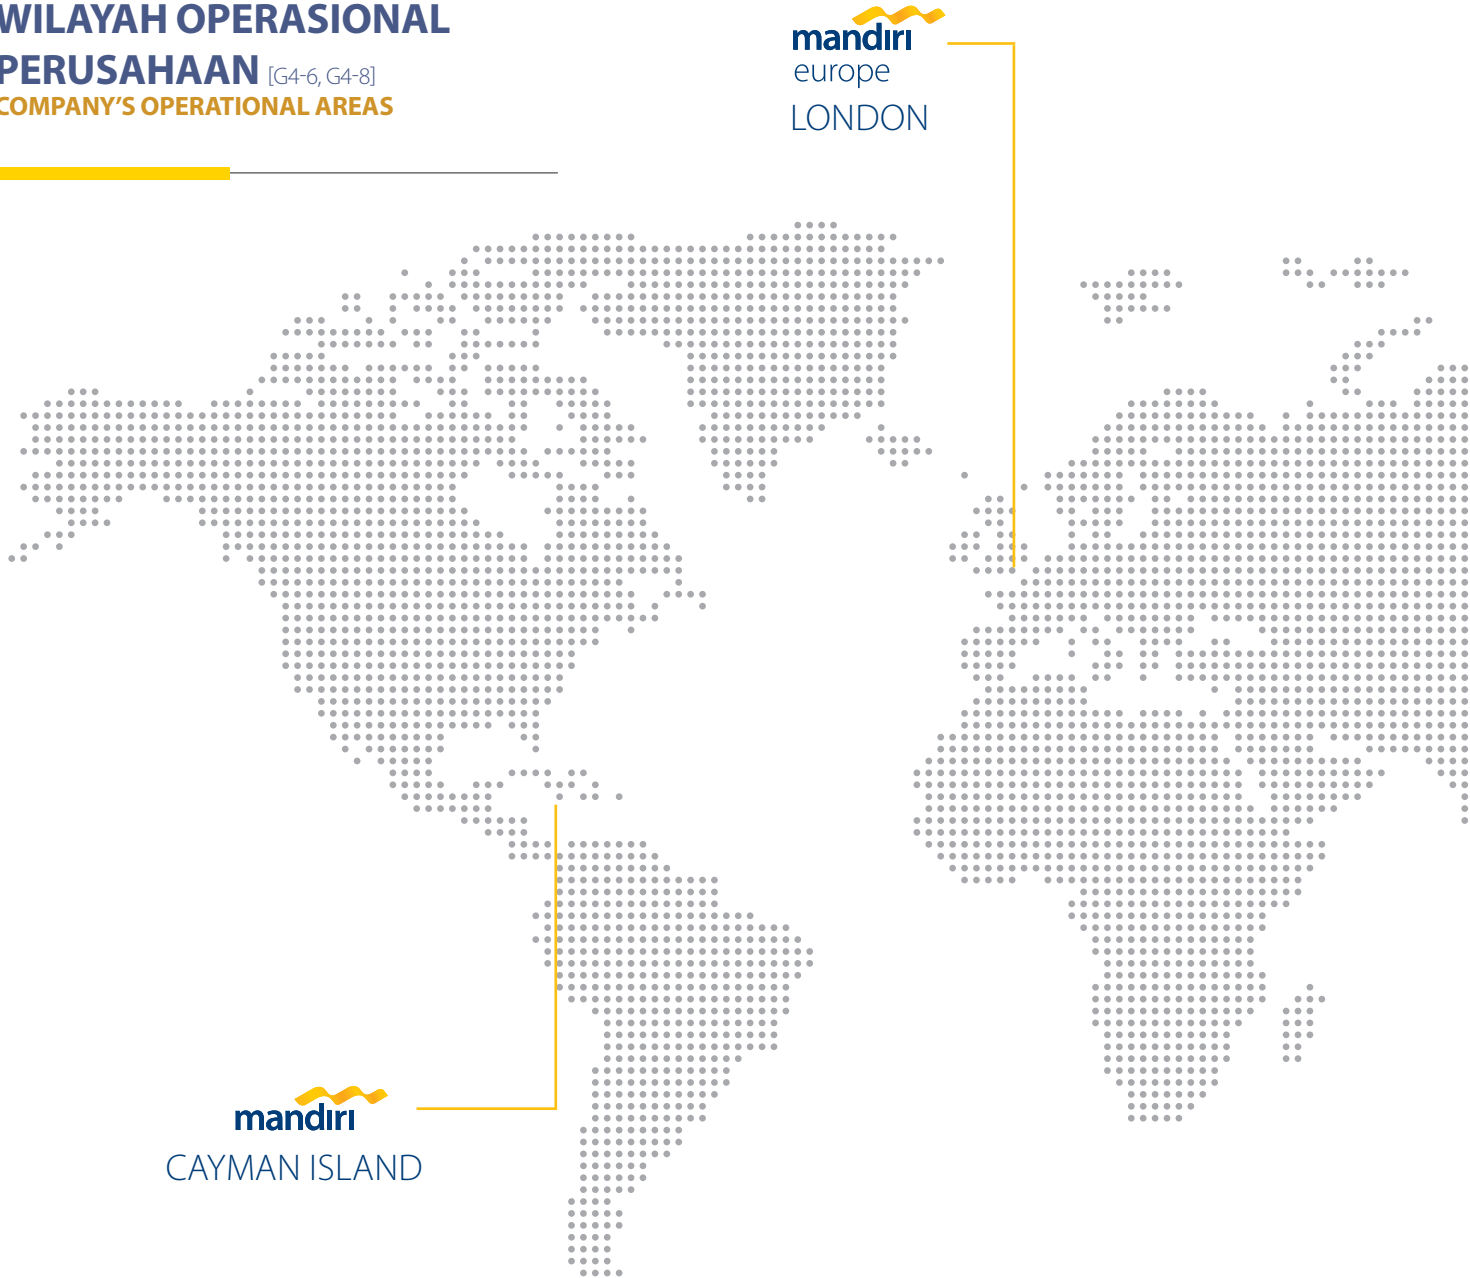 WILAYAH OPERASIONAL
PERUSAHAAN [G4-6, G4-8]
COMPANY'S OPERATIONAL AREAS
mandiri
europe
LONDON
mandiri
CAYMAN ISLAND